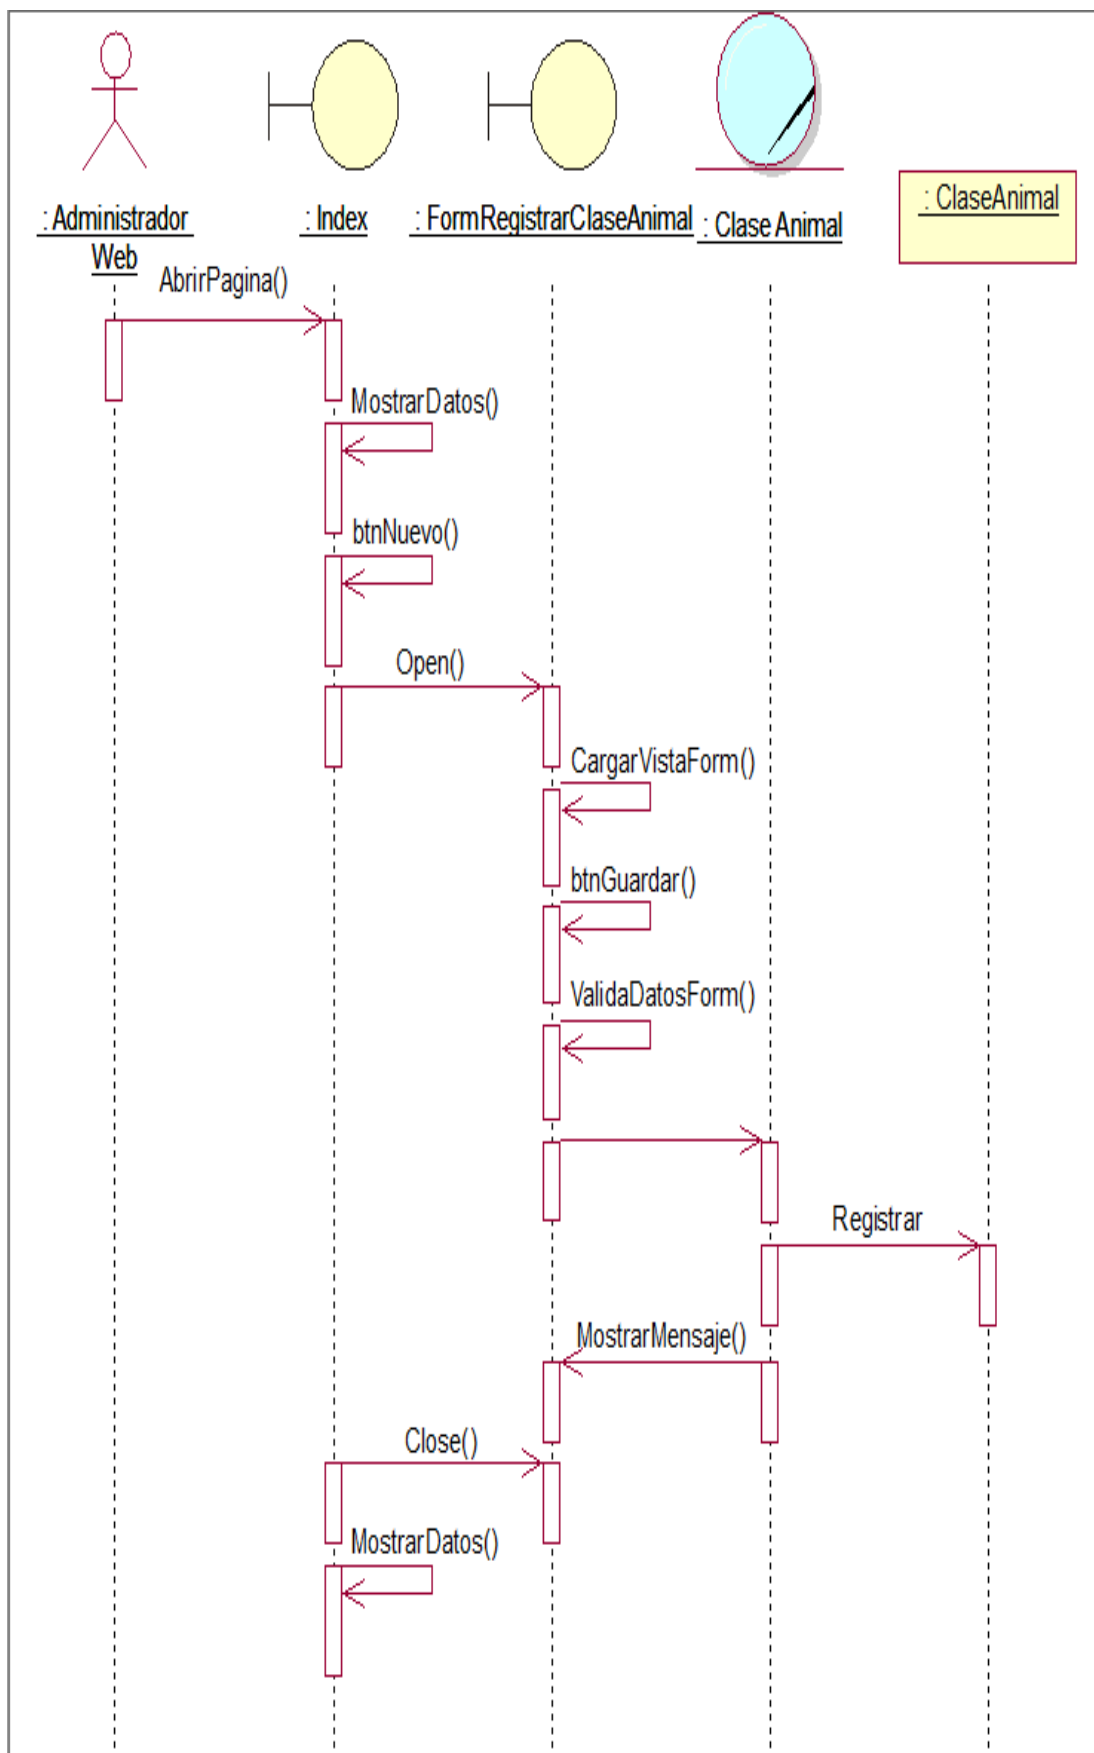 : Administrador
Web
: Index
: FormRegistrarClaseAnimal
: Clase Animal
: ClaseAnimal
AbrirPagina()
MostrarDatos()
btnNuevo()
Open()
CargarVistaForm()
btnGuardar()
ValidaDatosForm()
Registrar
MostrarMensaje()
Close()
MostrarDatos()